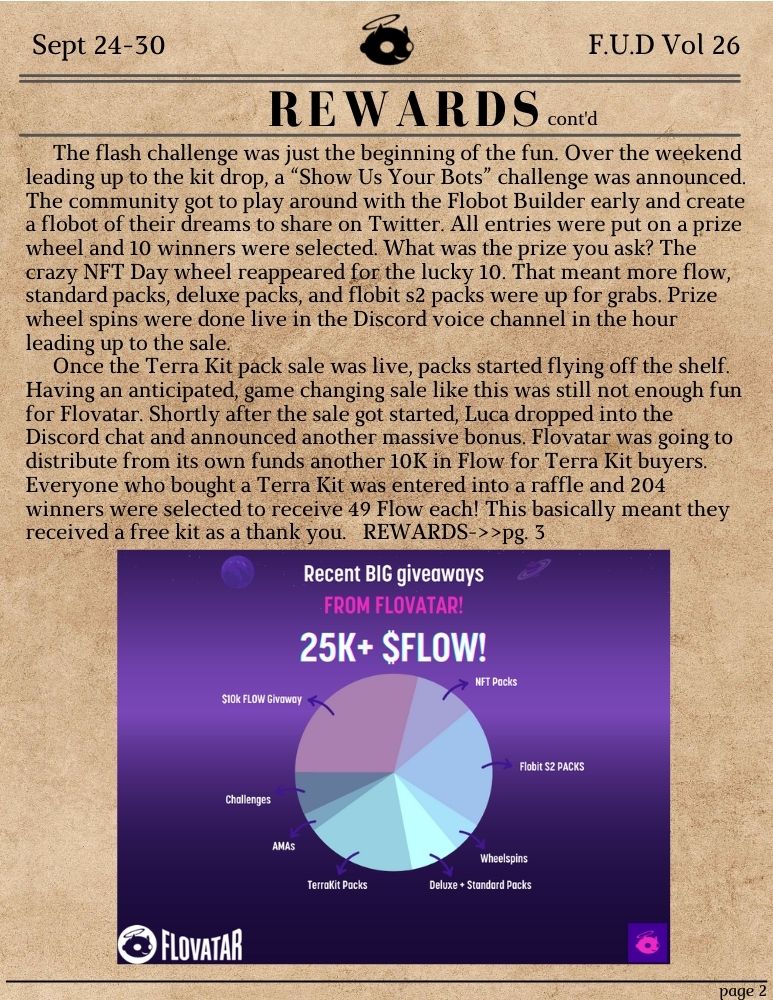 Sept 24-30
F.U.D Vol 26
REWARDS cont'd
The flash challenge was just the beginning of the fun. Over the weekend
leading up to the kit drop, a “Show Us Your Bots” challenge was announced.
The community got to play around with the Flobot Builder early and create
a flobot of their dreams to share on Twitter. All entries were put on a prize
wheel and 10 winners were selected. What was the prize you ask? The
crazy NFT Day wheel reappeared for the lucky 10. That meant more flow,
standard packs, deluxe packs, and flobit s2 packs were up for grabs. Prize
wheel spins were done live in the Discord voice channel in the hour
leading up to the sale.
Once the Terra Kit pack sale was live, packs started flying off the shelf.
Having an anticipated, game changing sale like this was still not enough fun
for Flovatar. Shortly after the sale got started, Luca dropped into the
Discord chat and announced another massive bonus. Flovatar was going to
distribute from its own funds another 10K in Flow for Terra Kit buyers.
Everyone who bought a Terra Kit was entered into a raffle and 204
winners were selected to receive 49 Flow each! This basically meant they
received a free kit as a thank you. REWARDS->>pg. 3
Recent BIG giveaways
FROM FLOVATAR!
25K+ $FLOW!
NFT Packs
$10k FLOW Givaway
Flobit S2 PACKS
Challenges
AMAs
Wheelspins
TerraKit Packs
Deluxe + Standard Packs
FLOVATAR
page 2